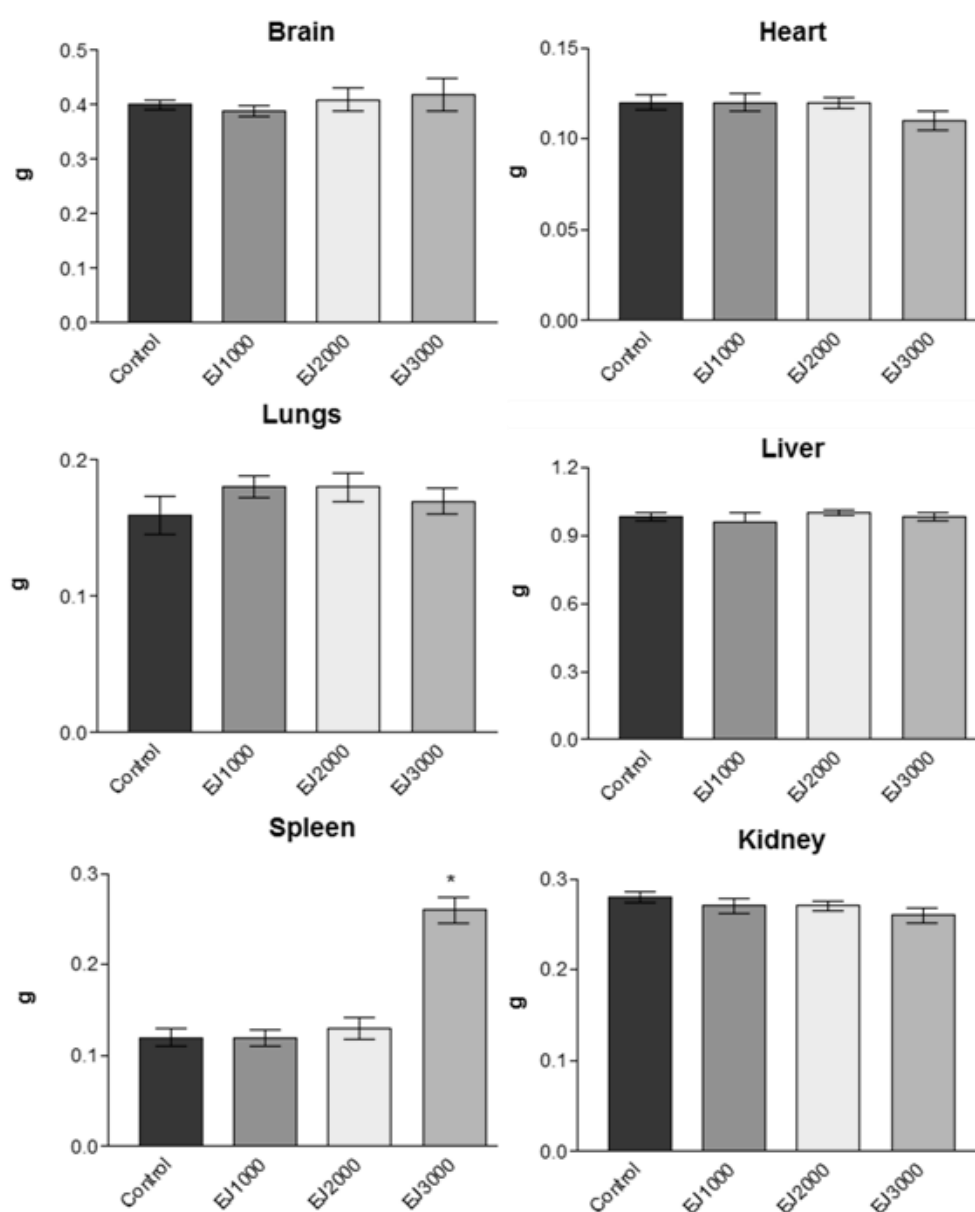 Brain
0.5
0.4
0.3
0.2
0.1
0.0
g
Control
EJ1000
EJ2000
EJ3000
Heart
0.15
0.10
0.05
0.00
g
Control
EJ1000
EJ2000
EJ3000
Lungs
0.2
0.1
0.0
g
Control
EJ1000
EJ2000
EJ3000
Liver
1.2
0.9
0.6
0.3
0.0
g
Control
EJ1000
EJ2000
EJ3000
Spleen
0.3
0.2
0.1
0.0
g
*
Control
EJ1000
EJ2000
EJ3000
Kidney
0.3
0.2
0.1
0.0
g
Control
EJ1000
EJ2000
EJ3000